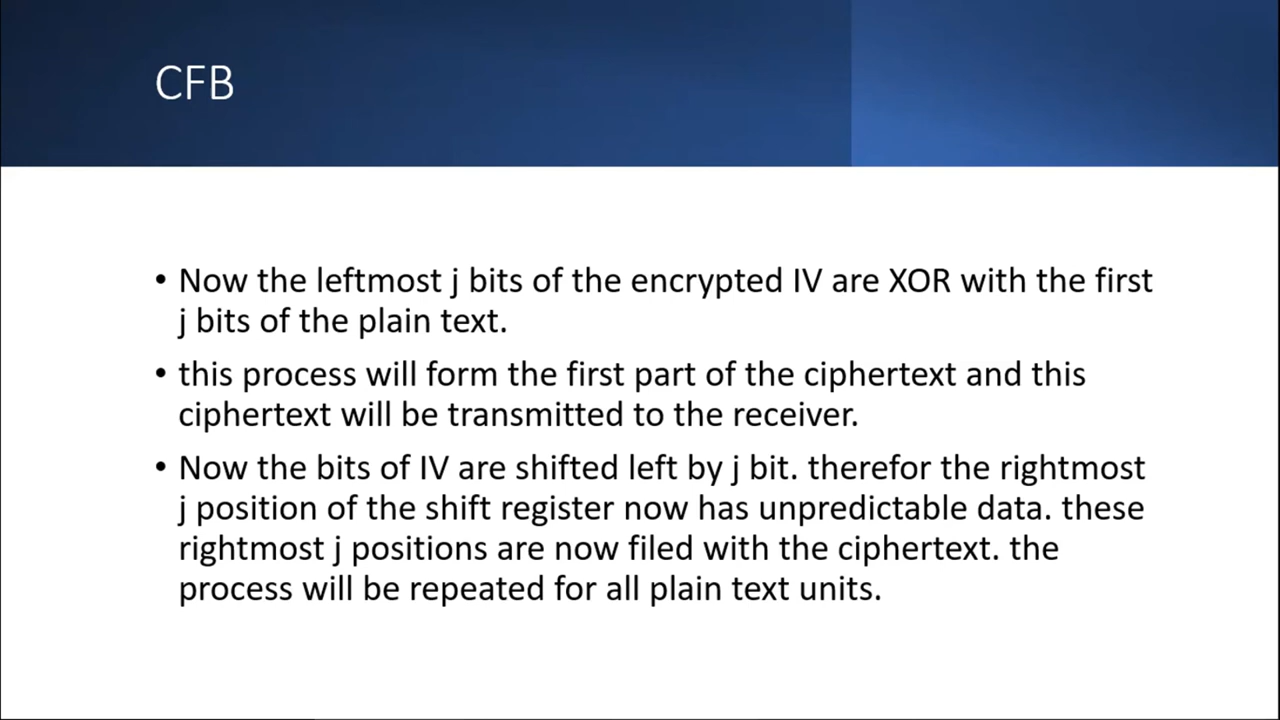 CFB
• Now the leftmost j bits of the encrypted IV are XOR with the first
j bits of the plain text.
• this process will form the first part of the ciphertext and this
ciphertext will be transmitted to the receiver.
• Now the bits of IV are shifted left by j bit. therefor the rightmost
j position of the shift register now has unpredictable data. these
rightmost j positions are now filed with the ciphertext. the
process will be repeated for all plain text units.